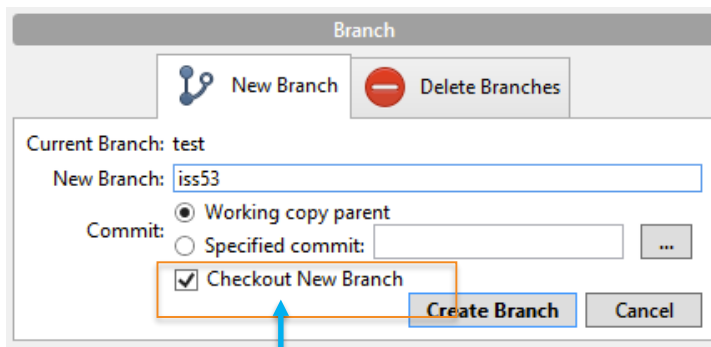 Branch
New Branch
Delete Branches
Current Branch: test
New Branch: iss53
Commit:
Working copy parent
Specified commit:
...
Checkout New Branch
Create Branch
Cancel